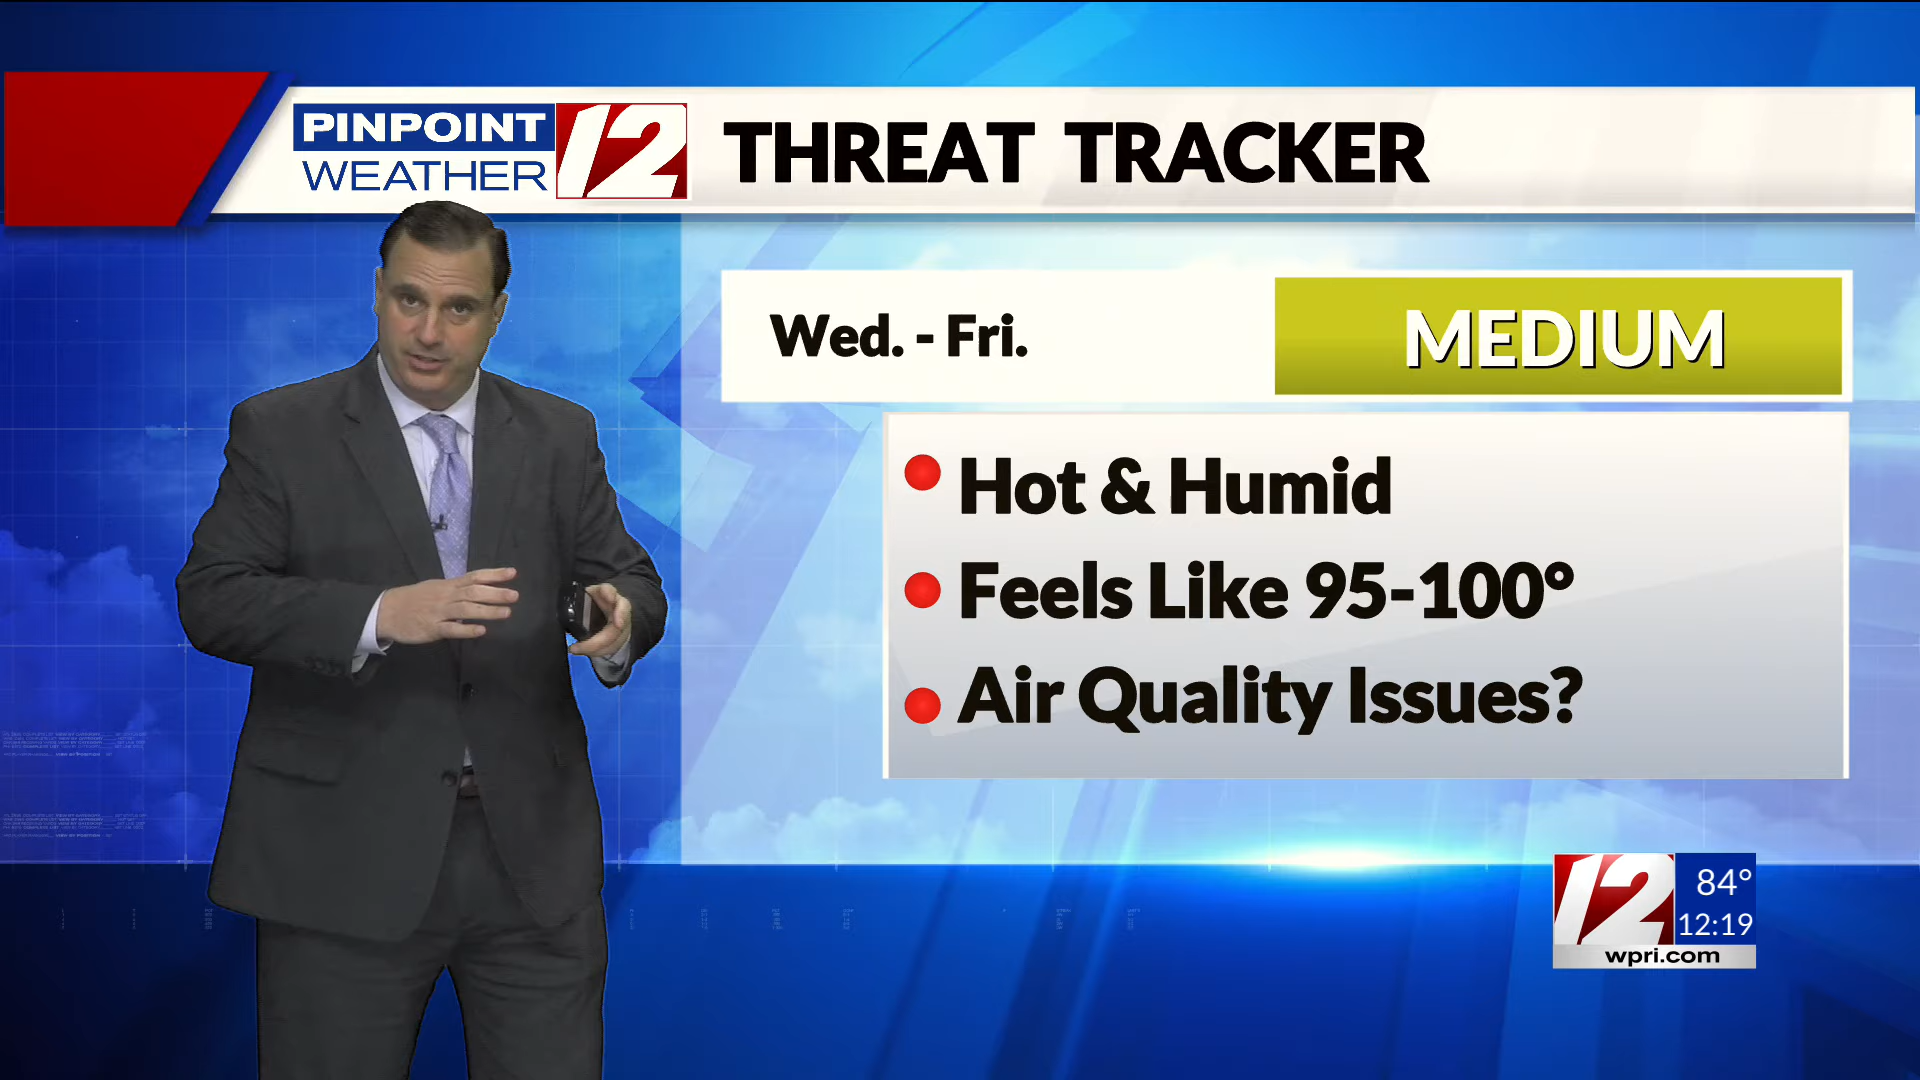 PINPOINT
WEATHER
12
THREAT TRACKER
Wed. - Fri.
MEDIUM
Hot & Humid
Feels Like 95-100°
Air Quality Issues?
12
84°
12:19
wpri.com